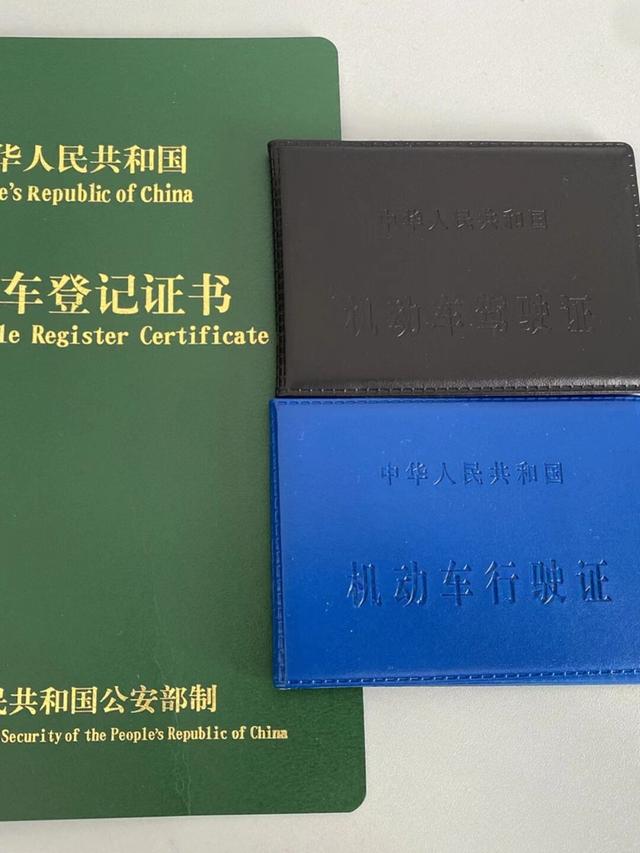 华人民共和国
e's Republic of China
车登记证书
le Register Certificate
民共和国公安部制
Security of the People's Republic of China
中华人民共和国
机动车驾驶证
中华人民共和国
机动车行驶证